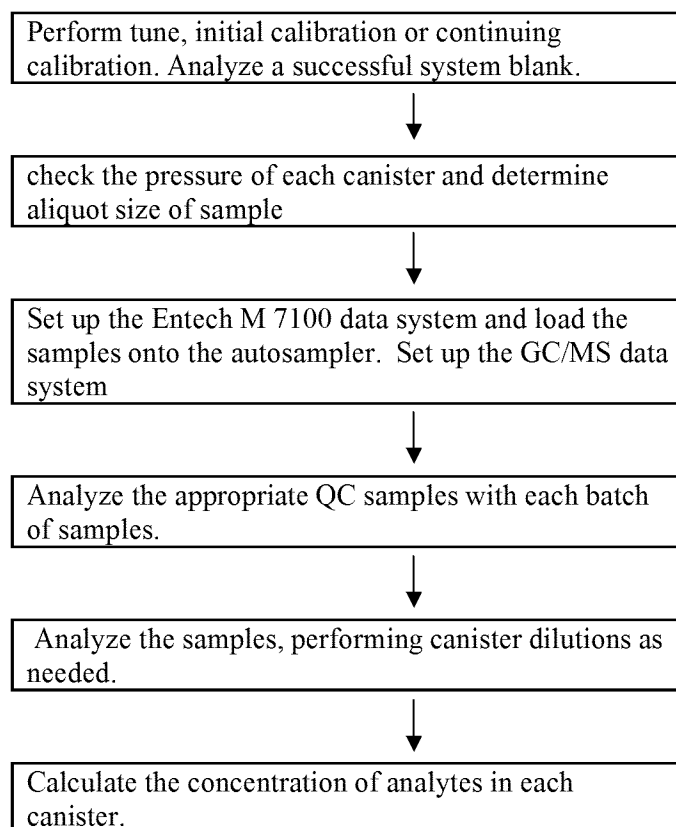 Perform tune, initial calibration or continuing
calibration. Analyze a successful system blank.
check the pressure of each canister and determine
aliquot size of sample
Set up the Entech M 7100 data system and load the
samples onto the autosampler.  Set up the GC/MS data
system
Analyze the appropriate QC samples with each batch
of samples.
Analyze the samples, performing canister dilutions as
needed.
Calculate the concentration of analytes in each
canister.